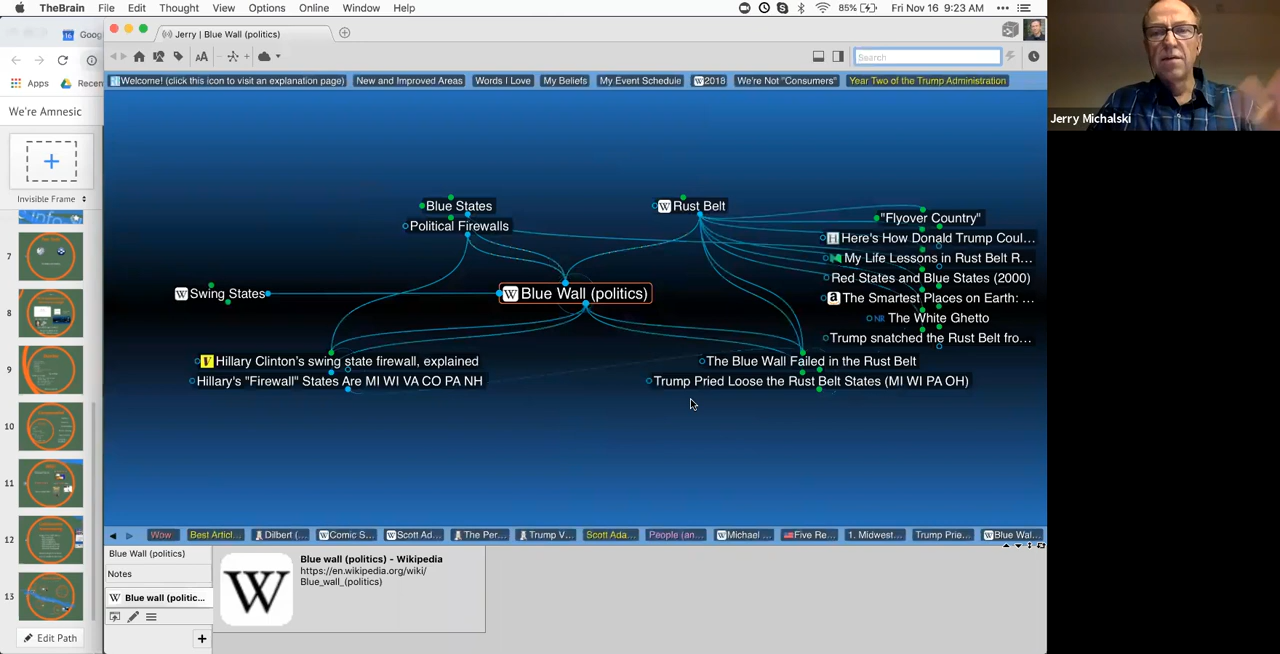 TheBrain File Edit Thought View Options Online Window Help 85% Fri Nov 16 9:23 AM
Goog
Jerry | Blue Wall (politics)
AA
Search
Apps Recen
Welcome! (click this icon to visit an explanation page) New and Improved Areas Words I Love My Beliefs My Event Schedule W 2018 We're Not "Consumers" Year Two of the Trump Administration
We're Amnesic
Jerry Michalski
Invisible Frame
Blue States
Political Firewalls
W Rust Belt
"Flyover Country"
H Here's How Donald Trump Coul...
My Life Lessons in Rust Belt R...
Red States and Blue States (2000)
a The Smartest Places on Earth: ...
NR The White Ghetto
Trump snatched the Rust Belt fro...
W Swing States
W Blue Wall (politics)
V Hillary Clinton's swing state firewall, explained
Hillary's "Firewall" States Are MI WI VA CO PA NH
The Blue Wall Failed in the Rust Belt
Trump Pried Loose the Rust Belt States (MI WI PA OH)
7
8
9
10
11
12
13
Edit Path
Wow Best Articl... Dilbert (... W Comic S... W Scott Ad... The Per... Trump V... Scott Ada... People (an... W Michael ... Five Re... 1. Midwest... Trump Prie... W Blue Wal...
Blue Wall (politics)
Notes
W Blue wall (politic...
W
Blue wall (politics) - Wikipedia
https://en.wikipedia.org/wiki/
Blue_wall_(politics)